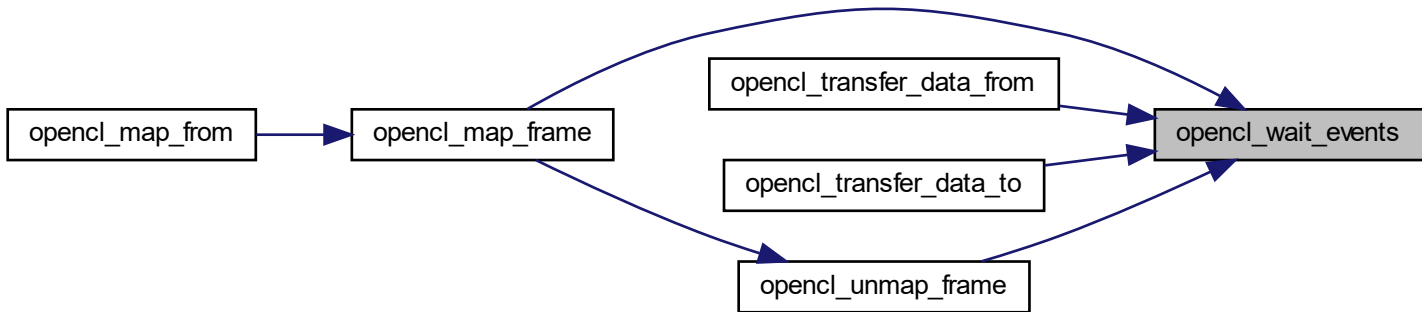 opencl_map_from
opencl_map_frame
opencl_transfer_data_from
opencl_transfer_data_to
opencl_unmap_frame
opencl_wait_events